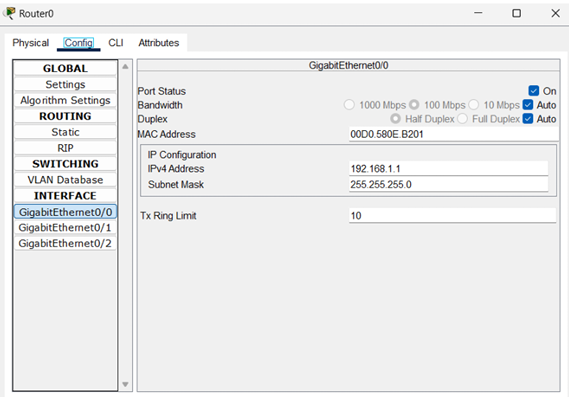 Router0
Physical Config CLI Attributes
GLOBAL
Settings
Algorithm Settings
ROUTING
Static
RIP
SWITCHING
VLAN Database
INTERFACE
GigabitEthernet0/0
GigabitEthernet0/1
GigabitEthernet0/2
GigabitEthernet0/0
Port Status On
Bandwidth 1000 Mbps 100 Mbps 10 Mbps Auto
Duplex Half Duplex Full Duplex Auto
MAC Address 00D0.580E.B201
IP Configuration
IPv4 Address 192.168.1.1
Subnet Mask 255.255.255.0
Tx Ring Limit 10